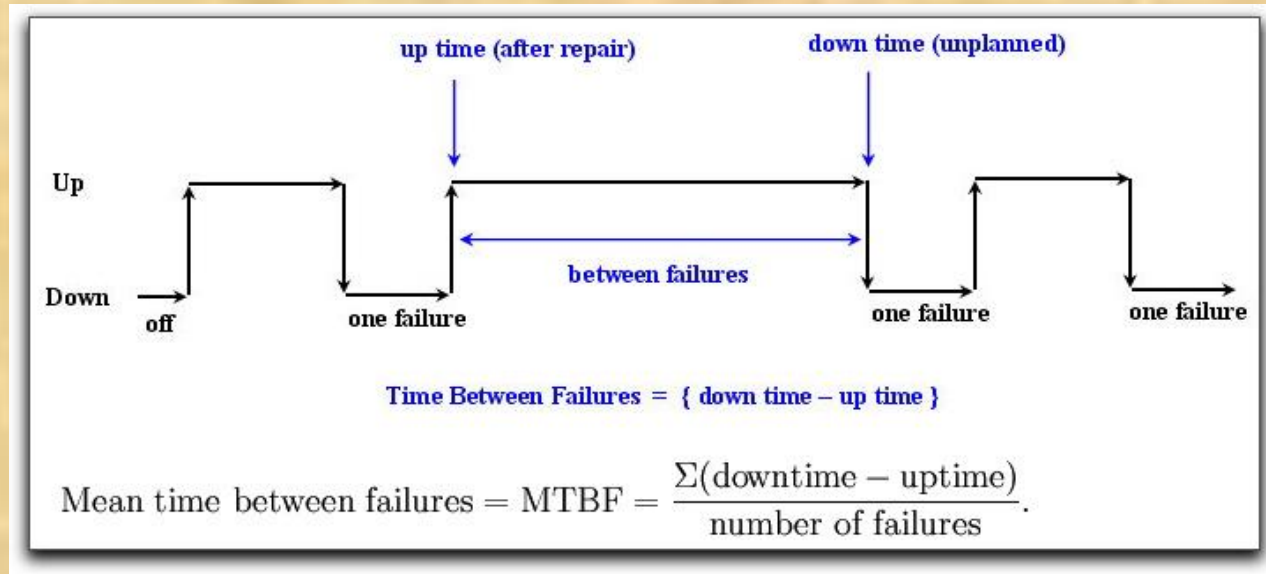 up time (after repair)
down time (unplanned)
Up
between failures
Down
off
one failure
one failure
one failure
Time Between Failures = { down time – up time }
Mean time between failures = MTBF = Σ(downtime – uptime) / number of failures.